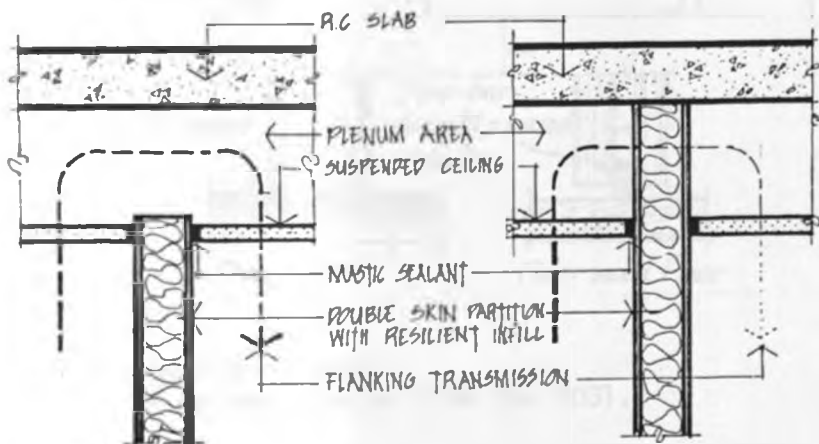 R.C SLAB
PLENUM AREA
SUSPENDED CEILING
MASTIC SEALANT
DOUBLE SKIN PARTITION
WITH RESILIENT INFILL
FLANKING TRANSMISSION